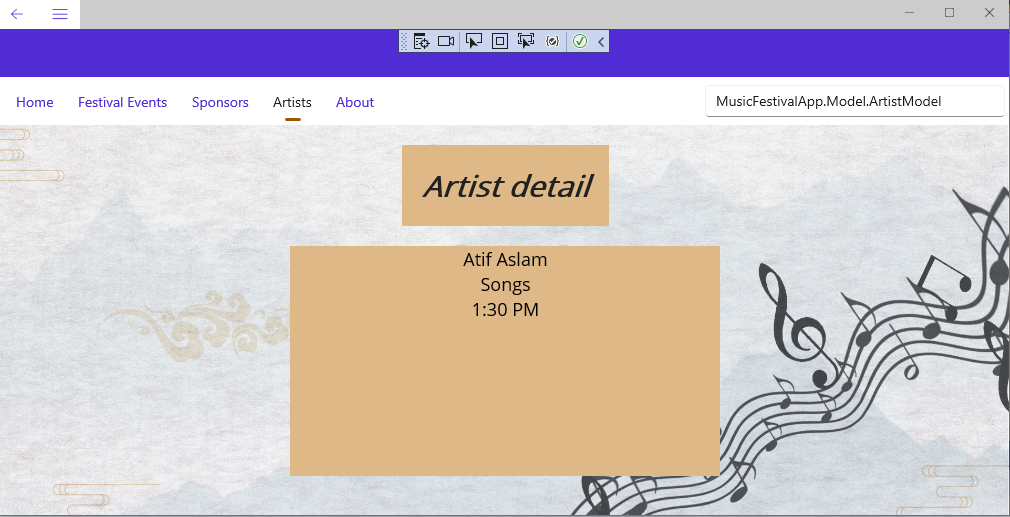 Home Festival Events Sponsors Artists About MusicFestivalApp.Model.ArtistModel
Artist detail
Atif Aslam
Songs
1:30 PM